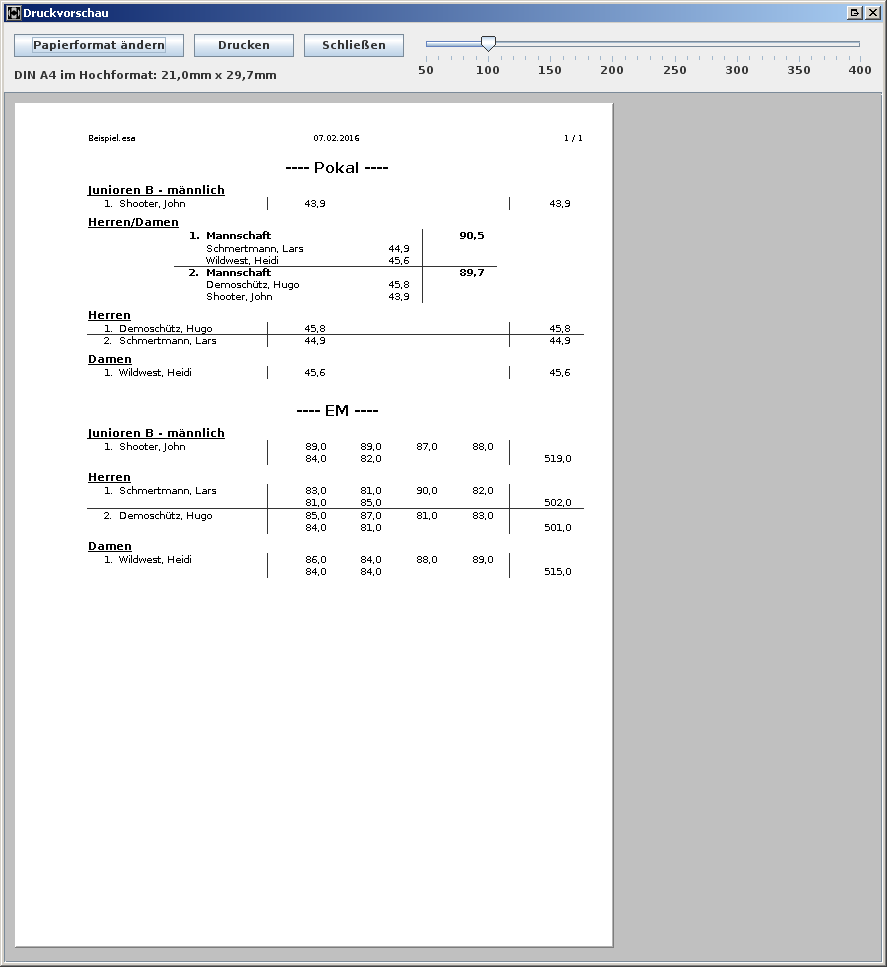 Druckvorschau
Papierformat ändern Drucken Schließen
50 100 150 200 250 300 350 400
DIN A4 im Hochformat: 21,0mm x 29,7mm
Beispiel.esa 07.02.2016 1 / 1
---- Pokal ----
Junioren B - männlich
1. Shooter, John 43,9 43,9
Herren/Damen
1. Mannschaft 90,5
Schmertmann, Lars 44,9
Wildwest, Heidi 45,6
2. Mannschaft 89,7
Demoschütz, Hugo 45,8
Shooter, John 43,9
Herren
1. Demoschütz, Hugo 45,8 45,8
2. Schmertmann, Lars 44,9 44,9
Damen
1. Wildwest, Heidi 45,6 45,6
---- EM ----
Junioren B - männlich
1. Shooter, John 89,0 89,0 87,0 88,0
84,0 82,0 519,0
Herren
1. Schmertmann, Lars 83,0 81,0 90,0 82,0
81,0 85,0 502,0
2. Demoschütz, Hugo 85,0 87,0 81,0 83,0
84,0 81,0 501,0
Damen
1. Wildwest, Heidi 86,0 84,0 88,0 89,0
84,0 84,0 515,0